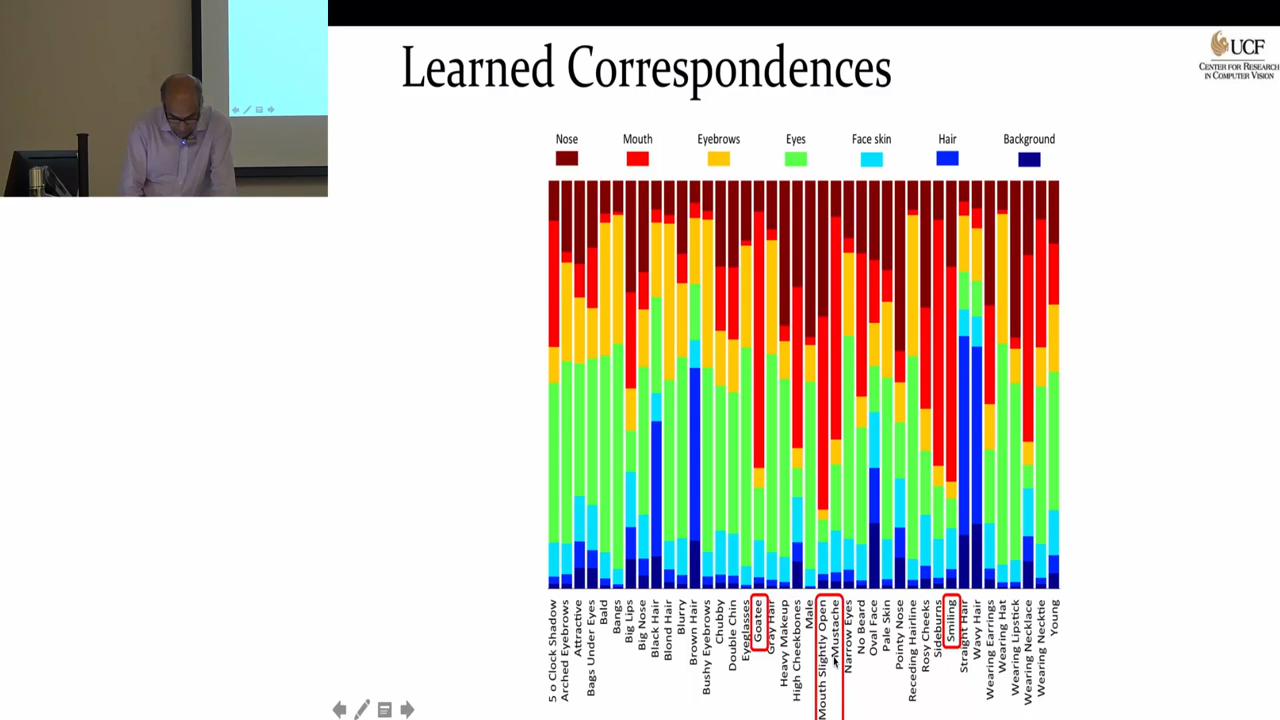 Learned Correspondences
UCF
CENTER FOR RESEARCH
IN COMPUTER VISION
Nose Mouth Eyebrows Eyes Face skin Hair Background
5 o Clock Shadow
Arched Eyebrows
Attractive
Bags Under Eyes
Bald
Bangs
Big Lips
Big Nose
Black Hair
Blond Hair
Blurry
Brown Hair
Bushy Eyebrows
Chubby
Double Chin
Eyeglasses
Goatee
Gray Hair
Heavy Makeup
High Cheekbones
Male
Mouth Slightly Open
Mustache
Narrow Eyes
No Beard
Oval Face
Pale Skin
Pointy Nose
Receding Hairline
Rosy Cheeks
Sideburns
Smiling
Straight Hair
Wavy Hair
Wearing Earrings
Wearing Hat
Wearing Lipstick
Wearing Necklace
Wearing Necktie
Young